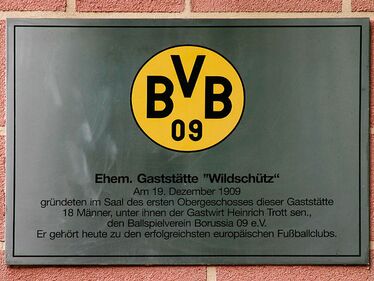 BVB
09
Ehem. Gaststätte "Wildschütz“
Am 19. Dezember 1909
gründeten im Saal des ersten Obergeschosses dieser Gaststätte
18 Männer, unter ihnen der Gastwirt Heinrich Trott sen.,
den Ballspielverein Borussia 09 e.V.
Er gehört heute zu den erfolgreichsten europäischen Fußballclubs.